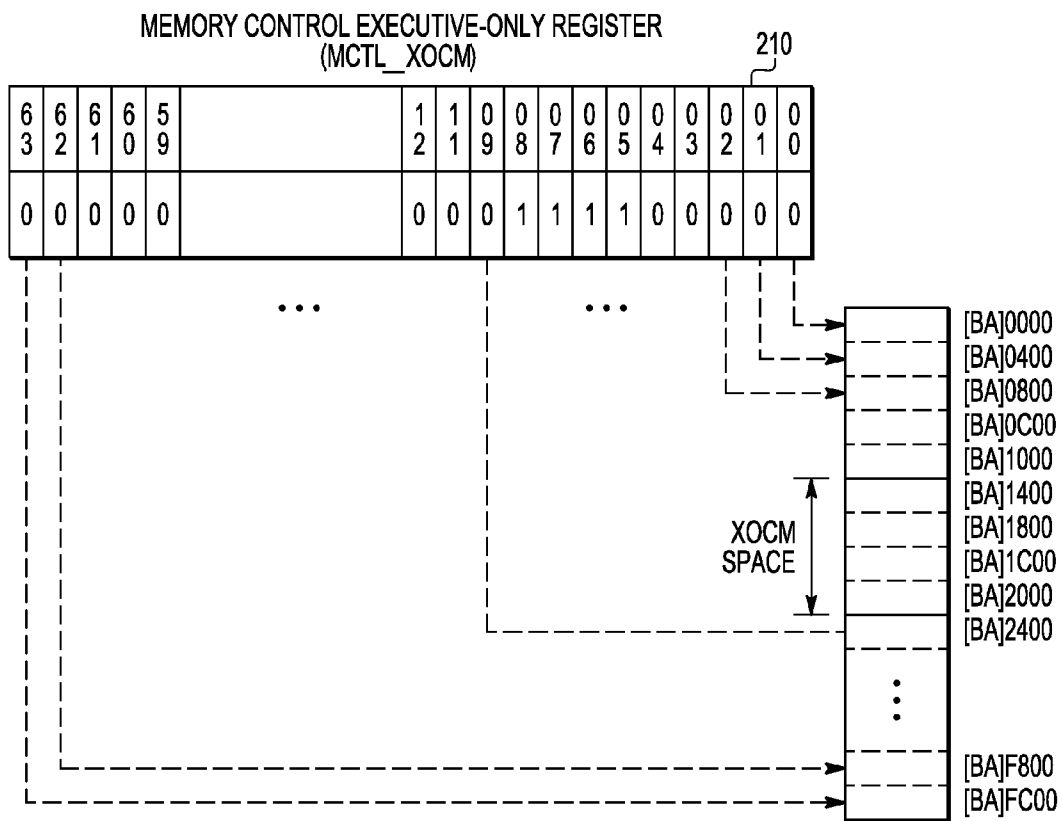 MEMORY CONTROL EXECUTIVE-ONLY REGISTER
(MCTL__XOCM)
210
63 62 61 60 59 12 11 09 08 07 06 05 04 03 02 01 00
0 0 0 0 0 0 0 0 1 1 1 1 0 0 0 0 0
... ...
[BA]0000
[BA]0400
[BA]0800
[BA]0C00
[BA]1000
[BA]1400
XOCM
SPACE
[BA]1800
[BA]1C00
[BA]2000
[BA]2400
[BA]F800
[BA]FC00